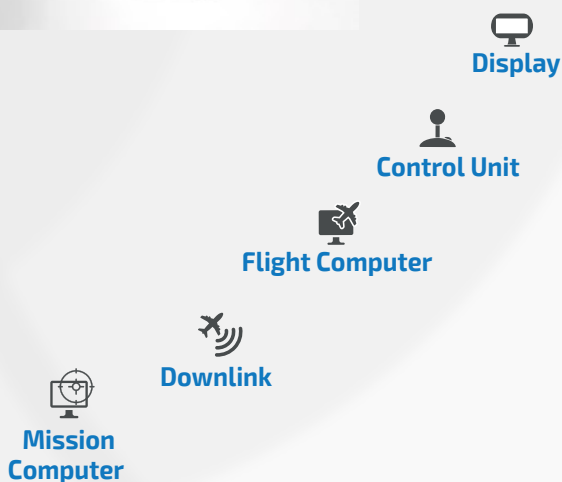 Display
Control Unit
Flight Computer
Downlink
Mission
Computer